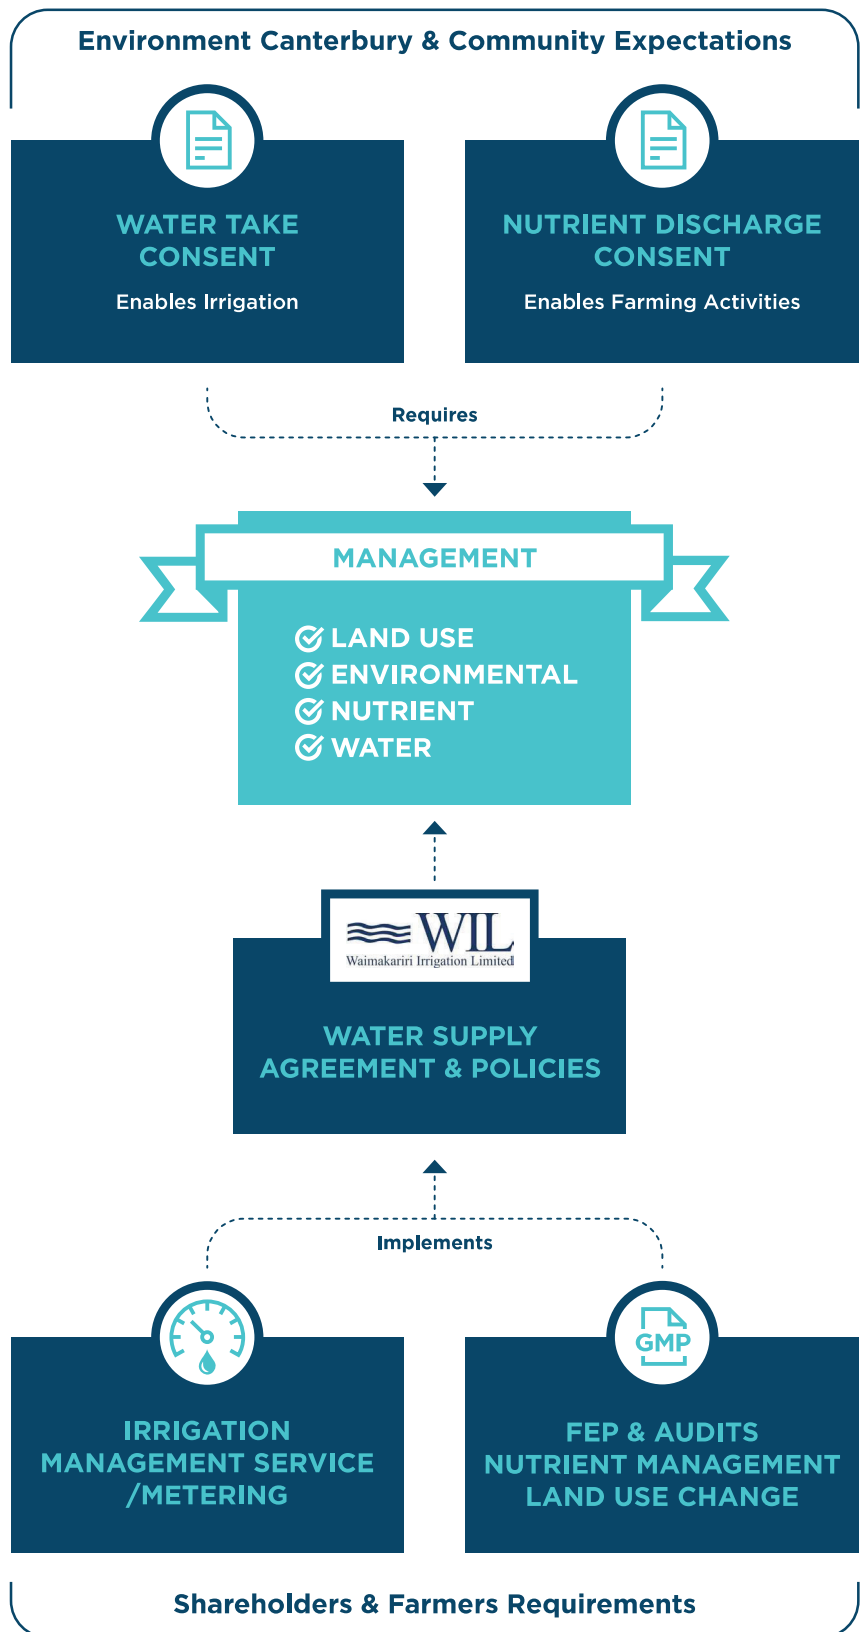 Environment Canterbury & Community Expectations
WATER TAKE
CONSENT
Enables Irrigation
NUTRIENT DISCHARGE
CONSENT
Enables Farming Activities
Requires
MANAGEMENT
LAND USE
ENVIRONMENTAL
NUTRIENT
WATER
WIL
Waimakariri Irrigation Limited
WATER SUPPLY
AGREEMENT & POLICIES
Implements
IRRIGATION
MANAGEMENT SERVICE
/METERING
GMP
FEP & AUDITS
NUTRIENT MANAGEMENT
LAND USE CHANGE
Shareholders & Farmers Requirements